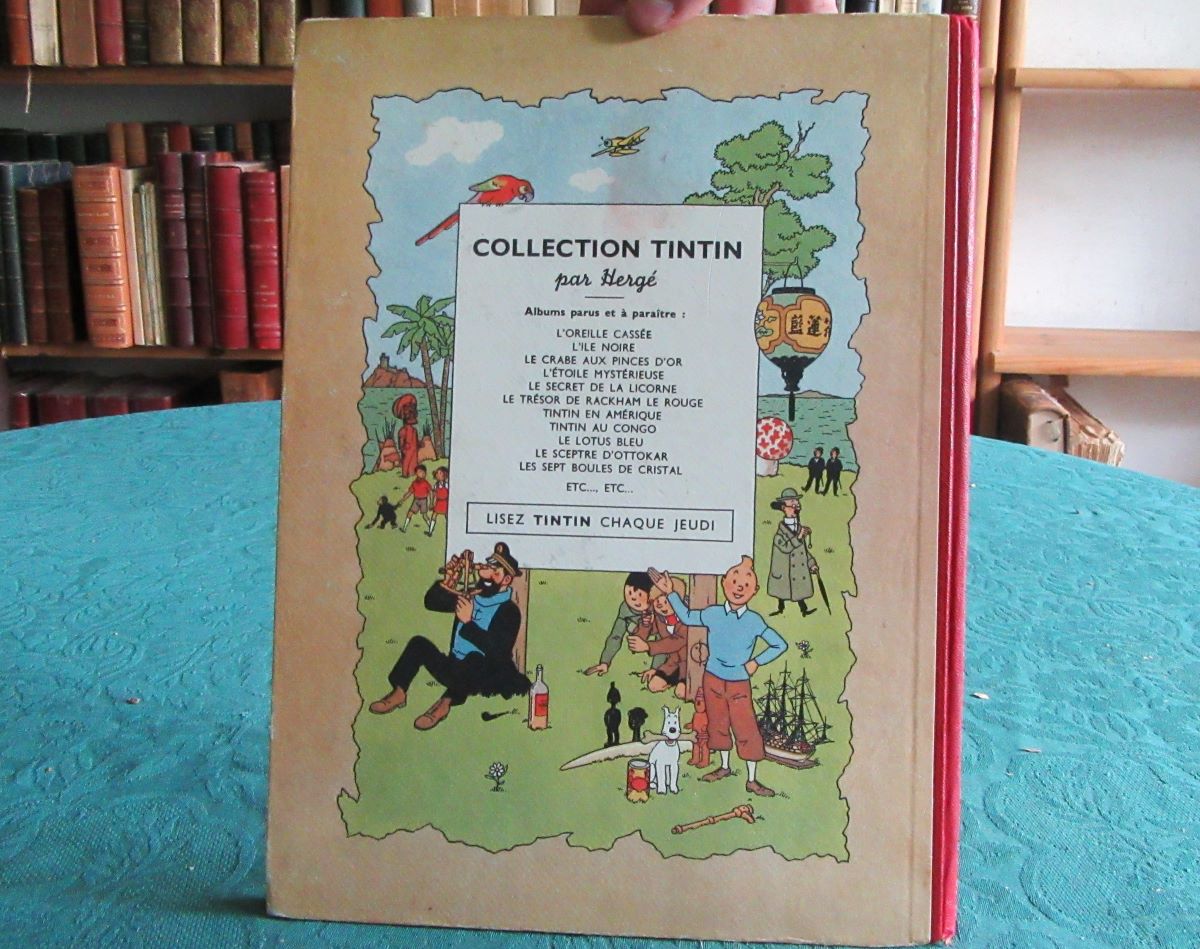 COLLECTION TINTIN
par Hergé
Albums parus et à paraître :
L'OREILLE CASSÉE
L'ILE NOIRE
LE CRABE AUX PINCES D'OR
L'ÉTOILE MYSTÉRIEUSE
LE SECRET DE LA LICORNE
LE TRÉSOR DE RACKHAM LE ROUGE
TINTIN EN AMÉRIQUE
TINTIN AU CONGO
LE LOTUS BLEU
LE SCEPTRE D'OTTOKAR
LES SEPT BOULES DE CRISTAL
ETC..., ETC...
LISEZ TINTIN CHAQUE JEUDI
藍蓮